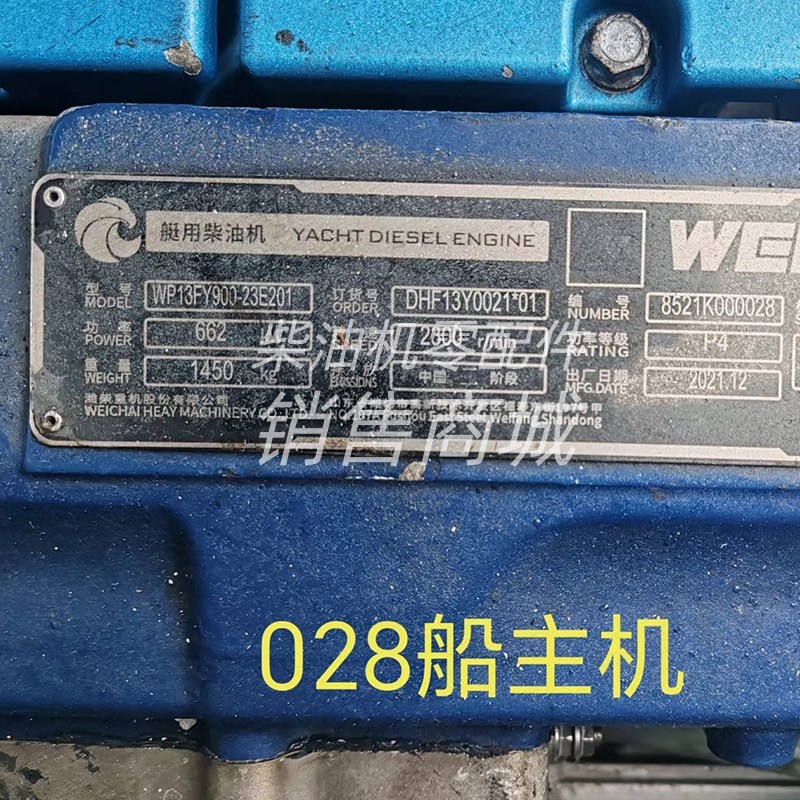 艇用柴油机 YACHT DIESEL ENGINE WEI
型号 MODEL WP13FY900-23E201 订货号 ORDER DHF13Y0021*01 编号 NUMBER 8521K000028
功率 POWER 662 r/min 功率等级 RATING P4
重量 WEIGHT 1450 kg EMISSIONS 中国 阶段 出厂日期 MFG.DATE 2021.12
潍柴重机股份有限公司
WEICHAI HEAY MACHINERY CO., LTD. Weifang, Shandong
柴油机零配件
销售商城
028船主机